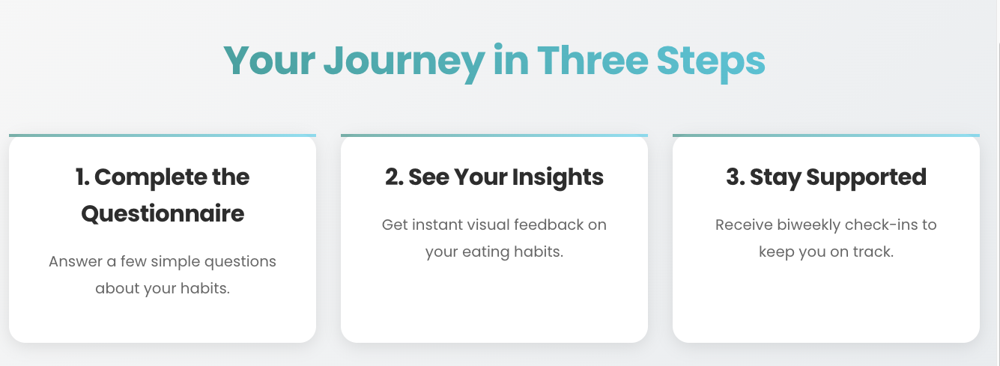 Your Journey in Three Steps
1. Complete the
Questionnaire
Answer a few simple questions
about your habits.
2. See Your Insights
Get instant visual feedback on
your eating habits.
3. Stay Supported
Receive biweekly check-ins to
keep you on track.